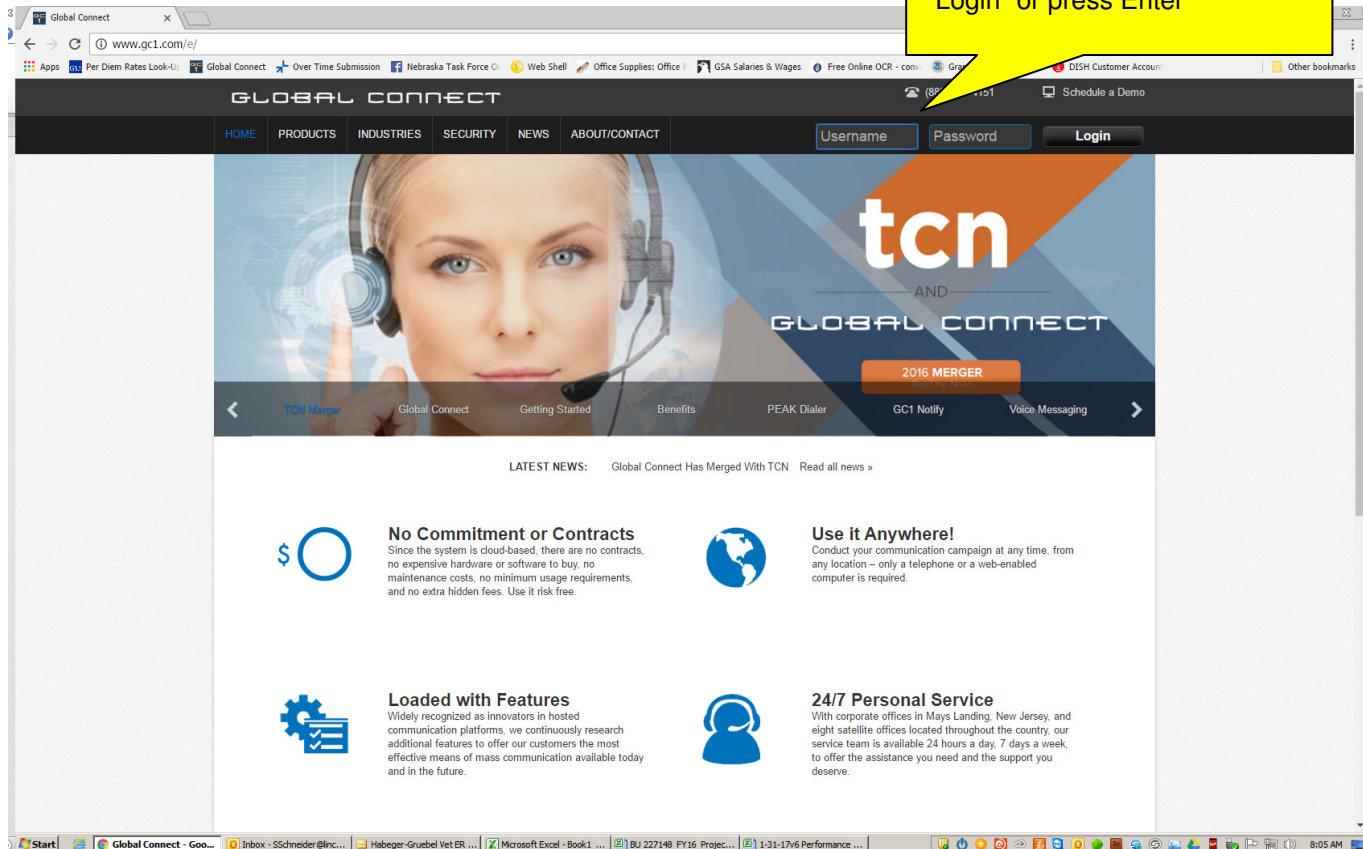 Login" or press Enter
Global Connect
www.gc1.com/e/
Apps Per Diem Rates Look-U Global Connect Over Time Submission Nebraska Task Force O Web Shell Office Supplies: Office GSA Salaries & Wages Free Online OCR - conv DISH Customer Account Other bookmarks
GLOBAL CONNECT
Schedule a Demo
HOME PRODUCTS INDUSTRIES SECURITY NEWS ABOUT/CONTACT Username Password Login
tcn
AND
GLOBAL CONNECT
2016 MERGER
TCN Merger Global Connect Getting Started Benefits PEAK Dialer GC1 Notify Voice Messaging
LATEST NEWS: Global Connect Has Merged With TCN Read all news »
No Commitment or Contracts
Since the system is cloud-based, there are no contracts,
no expensive hardware or software to buy, no
maintenance costs, no minimum usage requirements,
and no extra hidden fees. Use it risk free.
Use it Anywhere!
Conduct your communication campaign at any time, from
any location – only a telephone or a web-enabled
computer is required.
Loaded with Features
Widely recognized as innovators in hosted
communication platforms, we continuously research
additional features to offer our customers the most
effective means of mass communication available today
and in the future.
24/7 Personal Service
With corporate offices in Mays Landing, New Jersey, and
eight satellite offices located throughout the country, our
service team is available 24 hours a day, 7 days a week,
to offer the assistance you need and the support you
deserve.
Start Global Connect - Goo... Inbox - SSchneider@linc... Habeger-Gruebel Vet ER ... Microsoft Excel - Book1 ... BU 227148 FY16 Projec... 1-31-17v6 Performance ... 8:05 AM